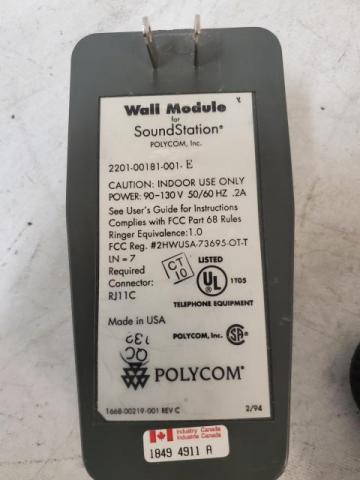 Wall Module
for
SoundStation®
POLYCOM, Inc.
2201-00181-001- E
CAUTION: INDOOR USE ONLY
POWER: 90-130 V 50/60 HZ .2A
See User's Guide for Instructions
Complies with FCC Part 68 Rules
Ringer Equivalence:1.0
FCC Reg. #2HWUSA-73695-OT-T
LN = 7
Required
Connector:
RJ11C
CT
10
LISTED
UL
®
1T05
TELEPHONE EQUIPMENT
Made in USA
POLYCOM, Inc.
SA
QC
132
POLYCOM®
1668-00219-001 REV C
2/94
Industry Canada
Industrie Canada
1849 4911 A